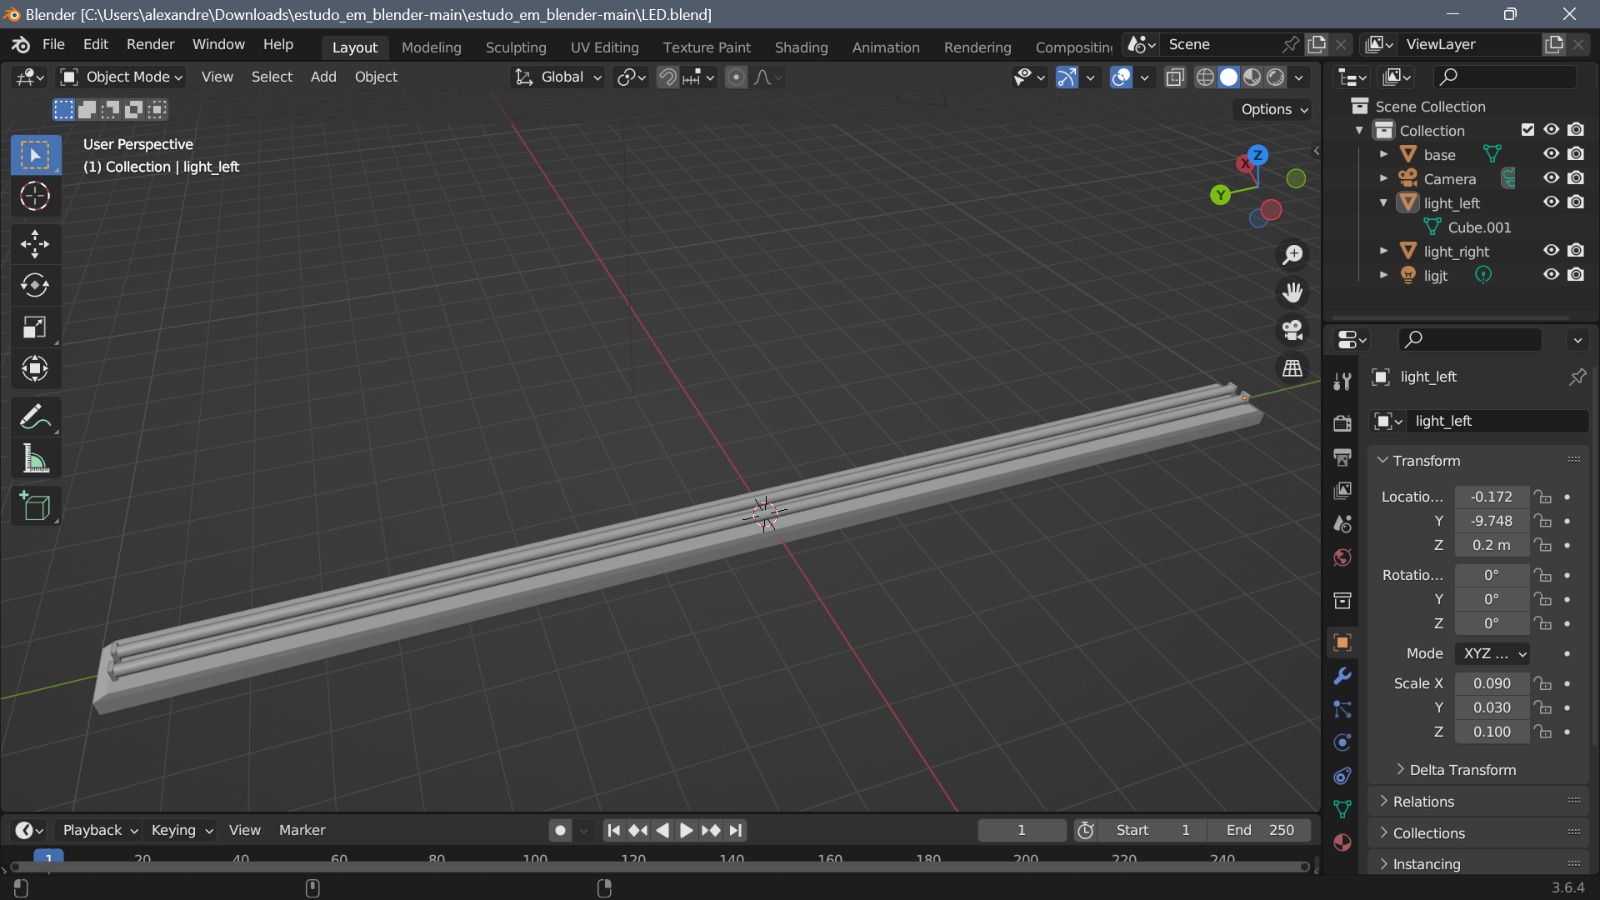 Blender [C:\Users\alexandre\Downloads\estudo_em_blender-main\estudo_em_blender-main\LED.blend]
File Edit Render Window Help Layout Modeling Sculpting UV Editing Texture Paint Shading Animation Rendering Compositing Scene ViewLayer
Object Mode View Select Add Object Global
Options
User Perspective
(1) Collection | light_left
Z
X
Y
Scene Collection
Collection
base
Camera
light_left
Cube.001
light_right
ligjt
light_left
light_left
Transform
Locatio... -0.172
Y -9.748
Z 0.2 m
Rotatio... 0°
Y 0°
Z 0°
Mode XYZ ...
Scale X 0.090
Y 0.030
Z 0.100
Delta Transform
Relations
Collections
Instancing
Playback Keying View Marker 1 Start 1 End 250
1 20 40 60 80 100 120 140 160 180 200 220 240
3.6.4